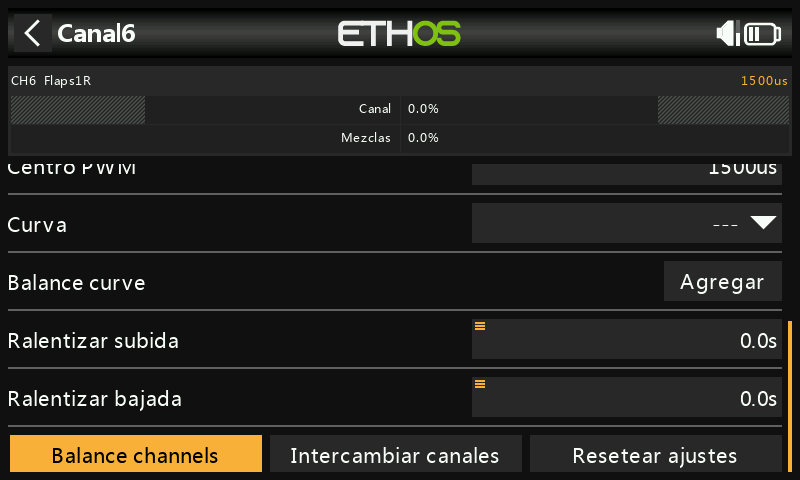 Canal6
ETHOS
CH6 Flaps1R
1500us
Canal 0.0%
Mezclas 0.0%
Centro PWM 1500us
Curva ---
Balance curve Agregar
Ralentizar subida 0.0s
Ralentizar bajada 0.0s
Balance channels Intercambiar canales Resetear ajustes